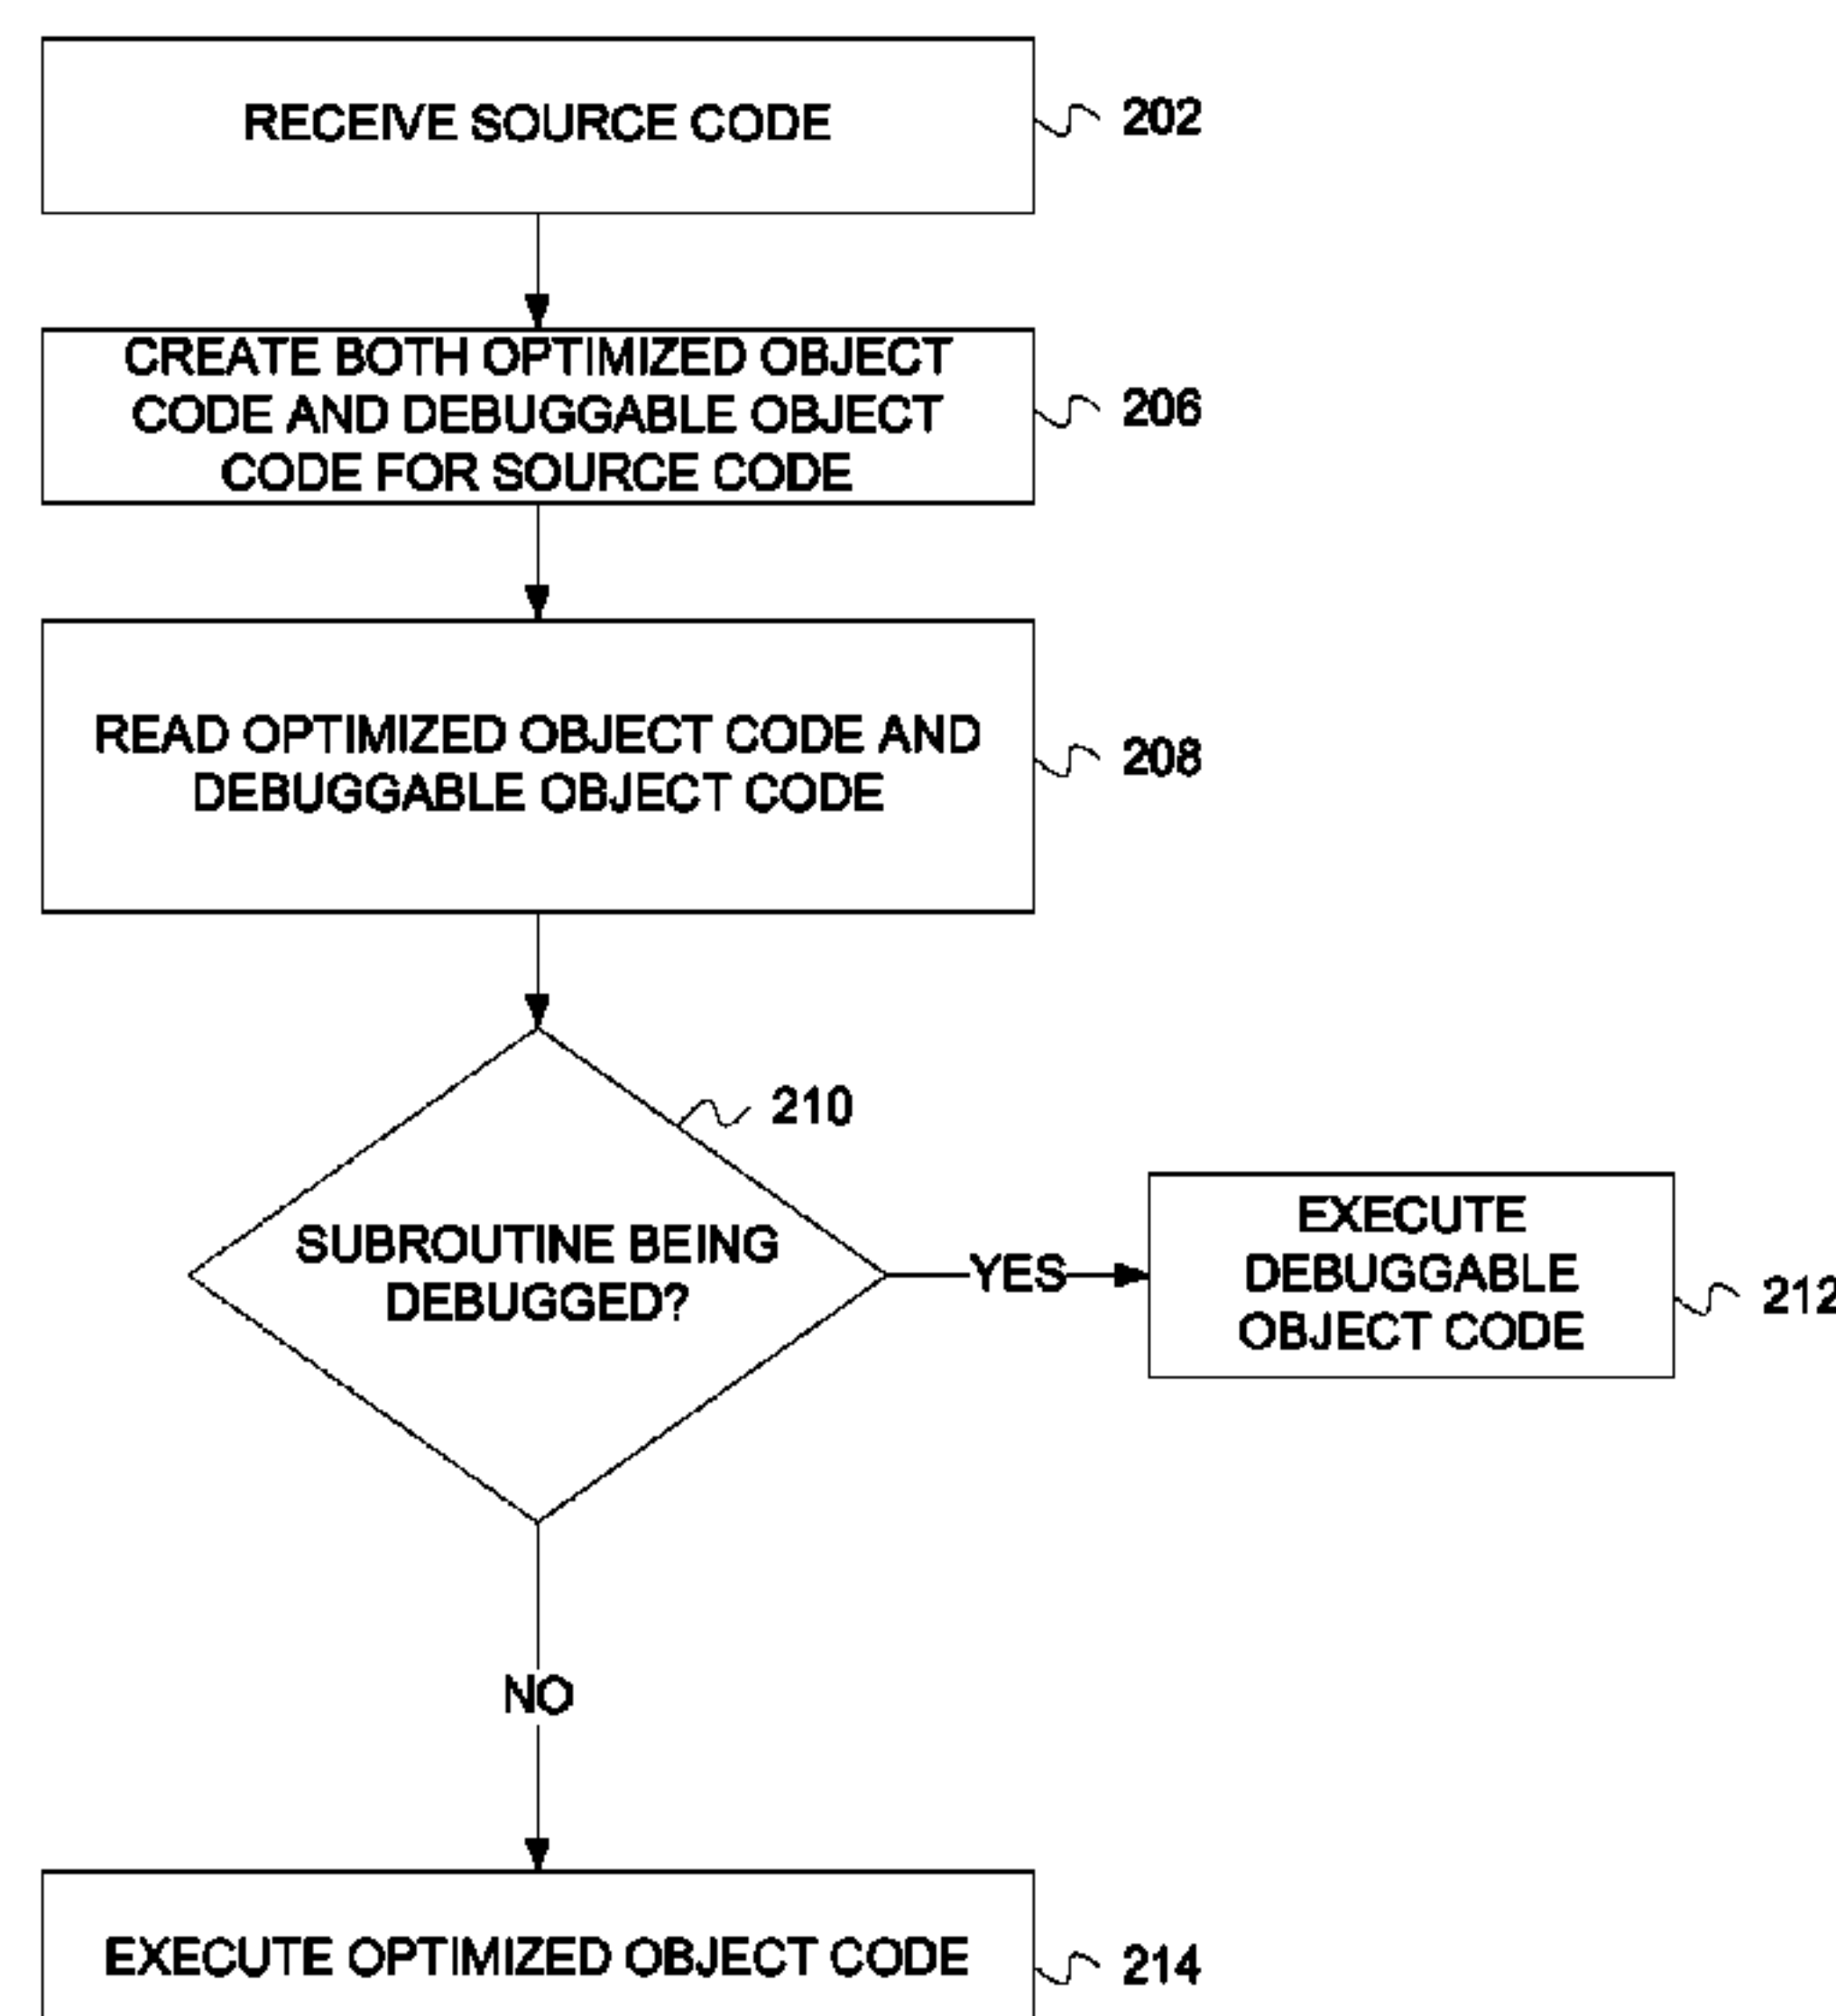 RECEIVE SOURCE CODE
202
CREATE BOTH OPTIMIZED OBJECT
CODE AND DEBUGGABLE OBJECT
CODE FOR SOURCE CODE
206
READ OPTIMIZED OBJECT CODE AND
DEBUGGABLE OBJECT CODE
208
210
SUBROUTINE BEING
DEBUGGED?
YES
EXECUTE
DEBUGGABLE
OBJECT CODE
212
NO
EXECUTE OPTIMIZED OBJECT CODE
214